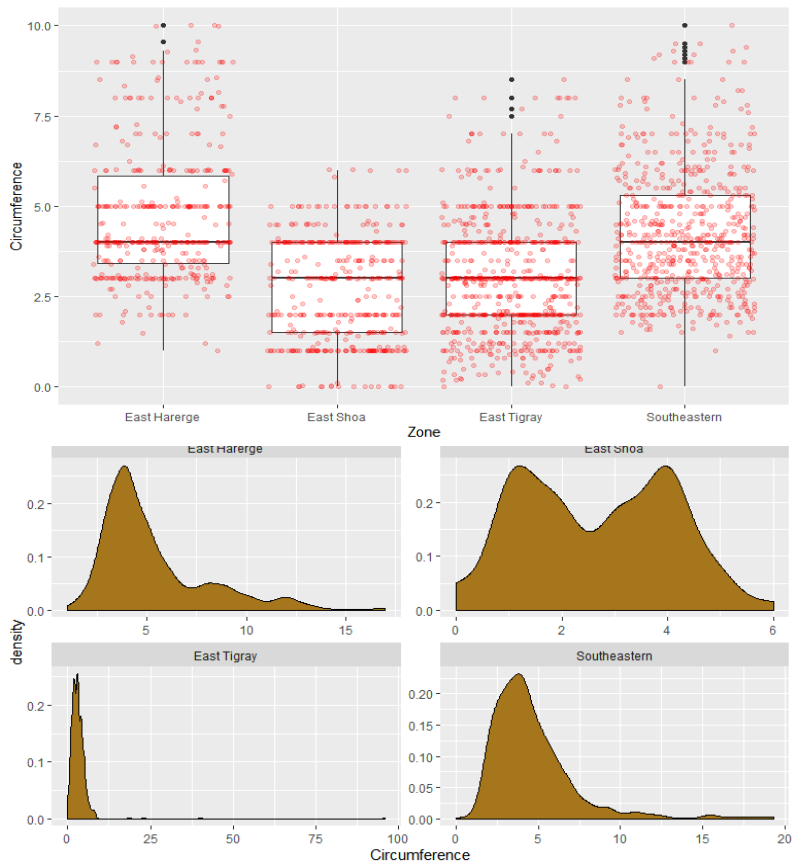 10.0
7.5
5.0
2.5
0.0
Circumference
East Harerge East Shoa East Tigray Southeastern
Zone
East Harerge East Shoa
0.2
0.1
0.0
5 10 15
0.2
0.1
0.0
0 2 4 6
density
East Tigray Southeastern
0.2
0.1
0.0
0 25 50 75 100
0.20
0.15
0.10
0.05
0.00
0 5 10 15 20
Circumference